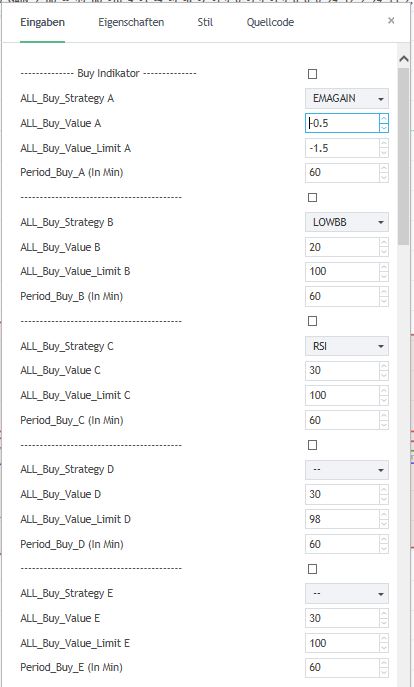 Eingaben Eigenschaften Stil Quellcode ×
-------------- Buy Indikator --------------
ALL_Buy_Strategy A EMAGAIN
ALL_Buy_Value A -0.5
ALL_Buy_Value_Limit A -1.5
Period_Buy_A (In Min) 60
------------------------------------------
ALL_Buy_Strategy B LOWBB
ALL_Buy_Value B 20
ALL_Buy_Value_Limit B 100
Period_Buy_B (In Min) 60
------------------------------------------
ALL_Buy_Strategy C RSI
ALL_Buy_Value C 30
ALL_Buy_Value_Limit C 100
Period_Buy_C (In Min) 60
------------------------------------------
ALL_Buy_Strategy D --
ALL_Buy_Value D 30
ALL_Buy_Value_Limit D 98
Period_Buy_D (In Min) 60
------------------------------------------
ALL_Buy_Strategy E --
ALL_Buy_Value E 30
ALL_Buy_Value_Limit E 100
Period_Buy_E (In Min) 60